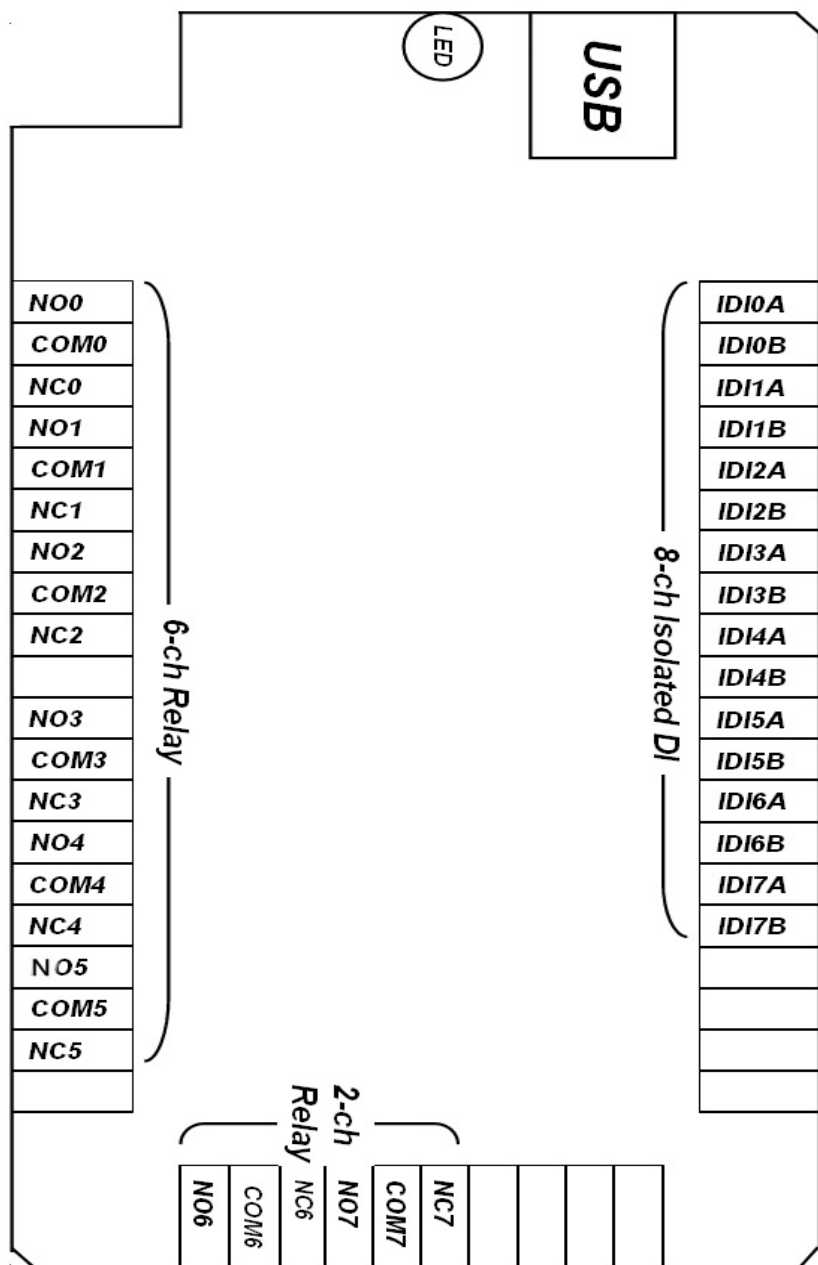 LED
USB
NO0
COM0
NC0
NO1
COM1
NC1
NO2
COM2
NC2
NO3
COM3
NC3
NO4
COM4
NC4
NO5
COM5
NC5
6-ch Relay
IDI0A
IDI0B
IDI1A
IDI1B
IDI2A
IDI2B
IDI3A
IDI3B
IDI4A
IDI4B
IDI5A
IDI5B
IDI6A
IDI6B
IDI7A
IDI7B
8-ch Isolated DI
2-ch
Relay
NO6
COM6
NC6
NO7
COM7
NC7